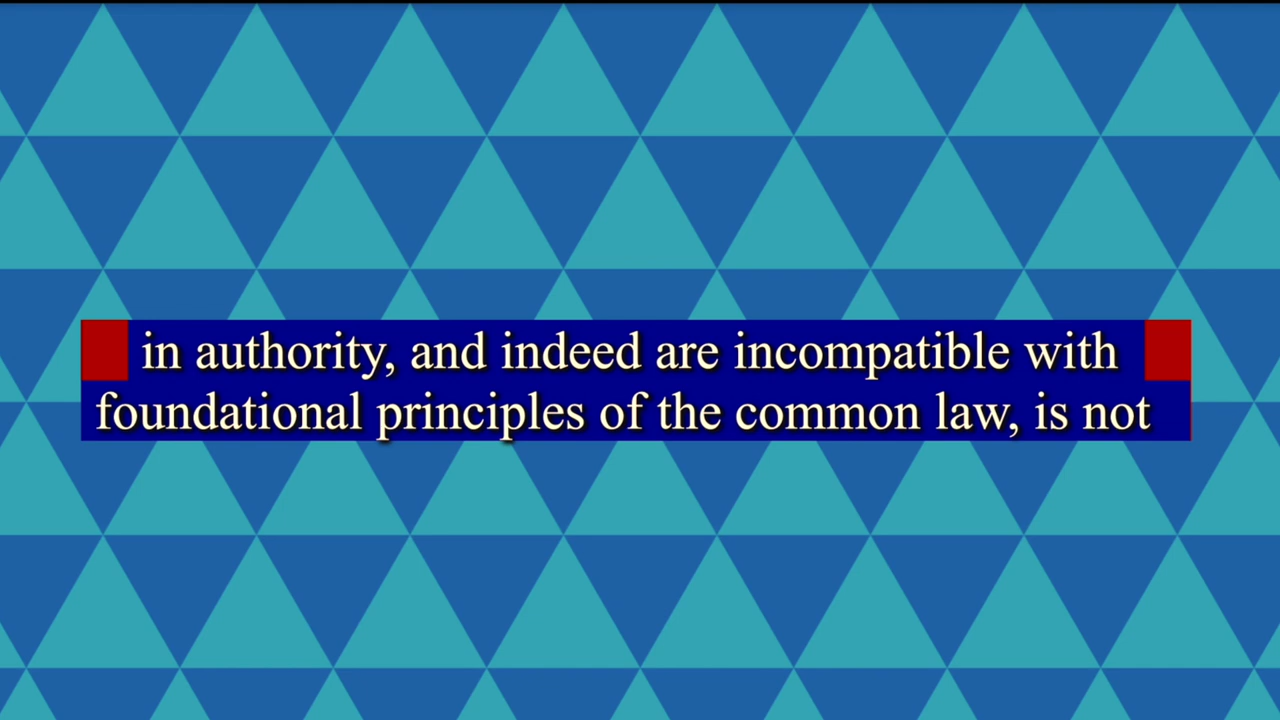 in authority, and indeed are incompatible with
foundational principles of the common law, is not